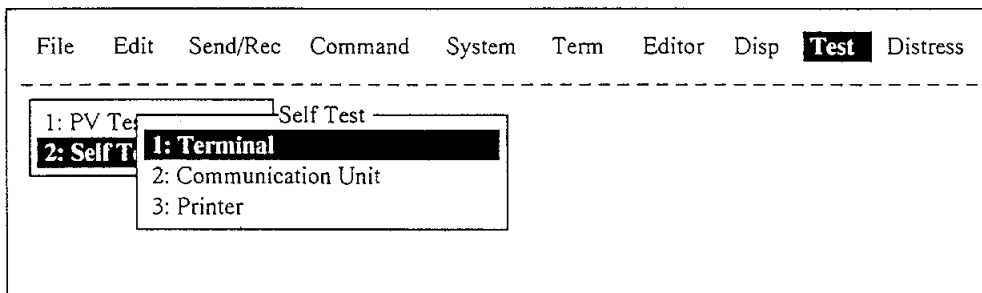 File Edit Send/Rec Command System Term Editor Disp Test Distress
1: PV Te
2: Self Te
Self Test
1: Terminal
2: Communication Unit
3: Printer